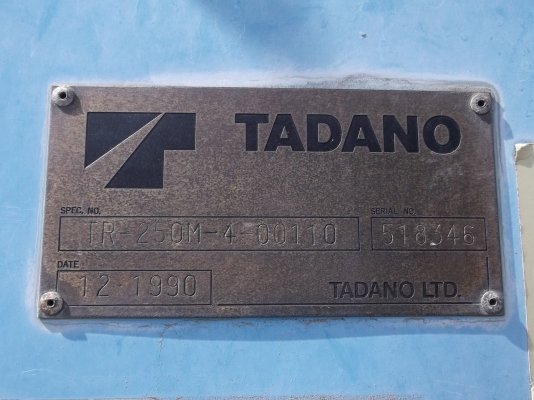 TADANO
SPEC. NO. SERIAL NO.
TR-250M-4-00110 518346
DATE
12-1990 TADANO LTD.